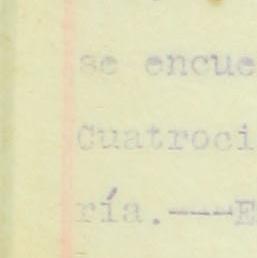 se encue
Cuatroci
ría.---E